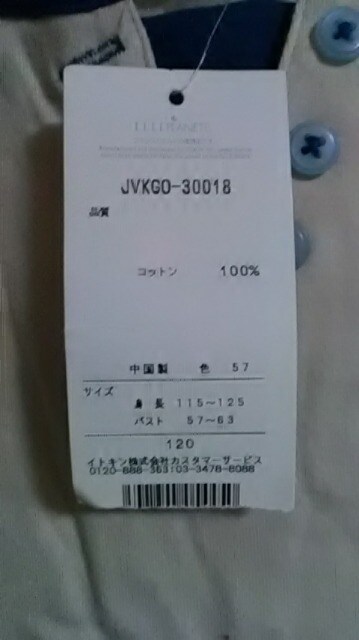 JVKGO-30018
品質
コットン 100%
中国製 色 57
サイズ
身長 115~125
バスト 57~63
120
イトキン株式会社カスタマーサービス
0120-888-363:03-3478-8088